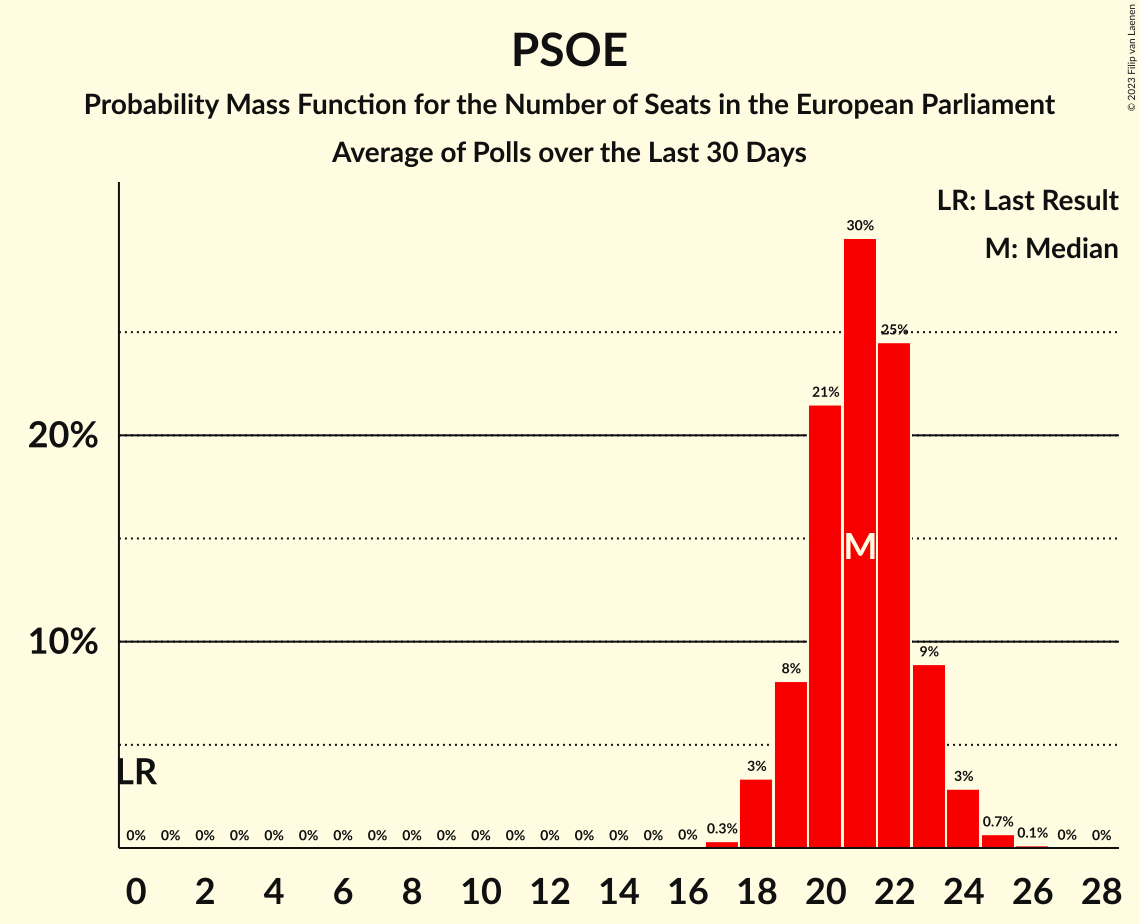 PSOE
Probability Mass Function for the Number of Seats in the European Parliament
Average of Polls over the Last 30 Days
© 2023 Filip van Laenen
LR: Last Result
M: Median
30%
25%
21%
20%
M
10%
9%
8%
LR
3%
3%
0% 0% 0% 0% 0% 0% 0% 0% 0% 0% 0% 0% 0% 0% 0% 0% 0% 0.3% 0.7% 0.1% 0% 0%
0 2 4 6 8 10 12 14 16 18 20 22 24 26 28